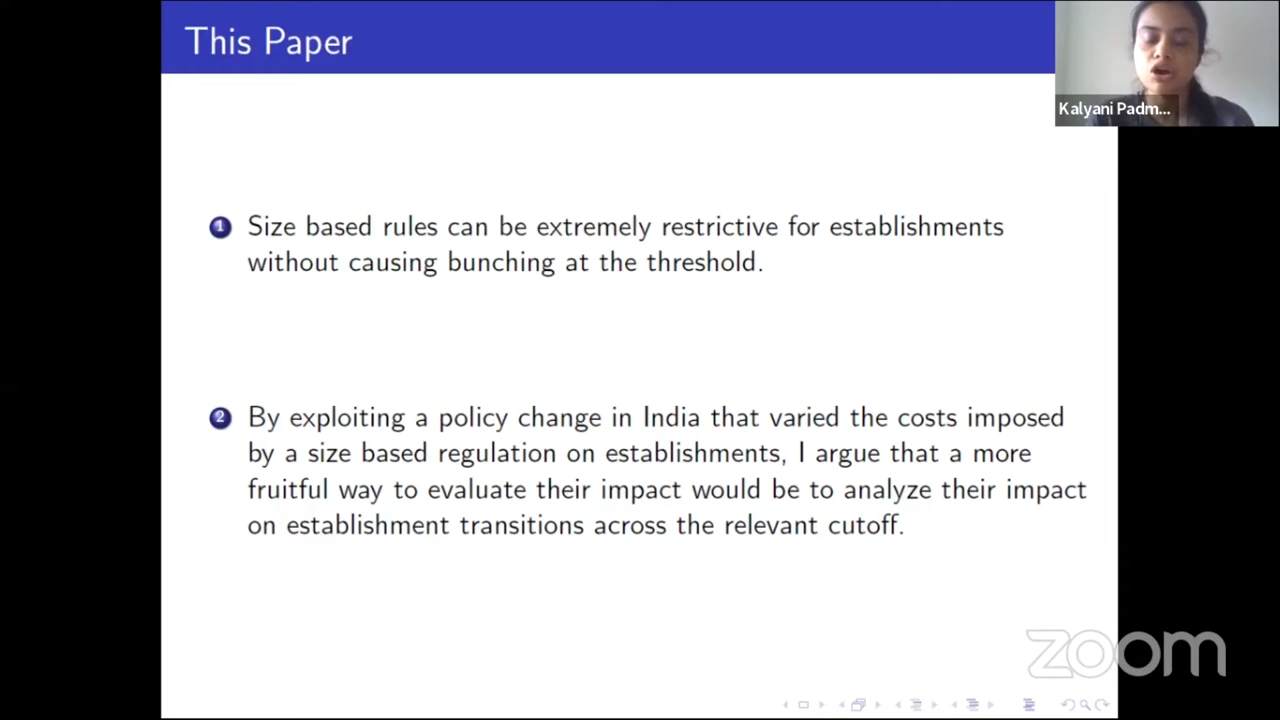 This Paper
Kalyani Padm...
1 Size based rules can be extremely restrictive for establishments
without causing bunching at the threshold.
2 By exploiting a policy change in India that varied the costs imposed
by a size based regulation on establishments, I argue that a more
fruitful way to evaluate their impact would be to analyze their impact
on establishment transitions across the relevant cutoff.
zoom